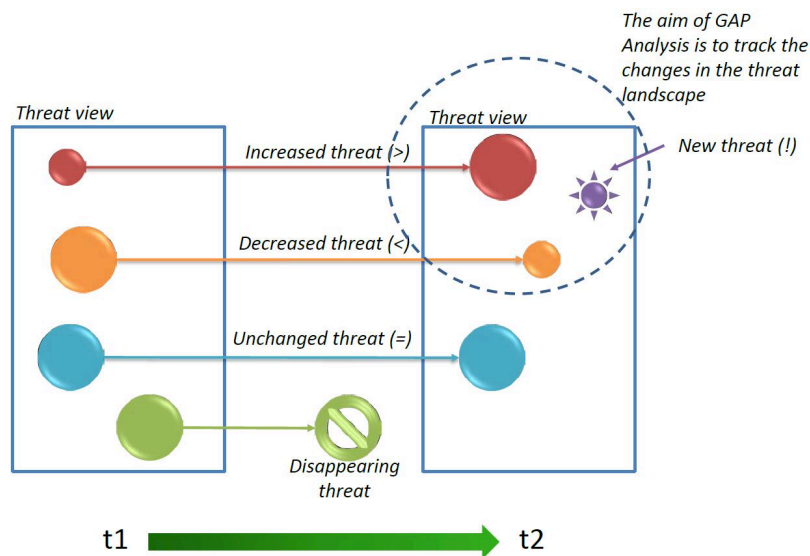 The aim of GAP
Analysis is to track the
changes in the threat
landscape
Threat view
Threat view
Increased threat (>)
New threat (!)
Decreased threat (<)
Unchanged threat (=)
Disappearing
threat
t1
t2